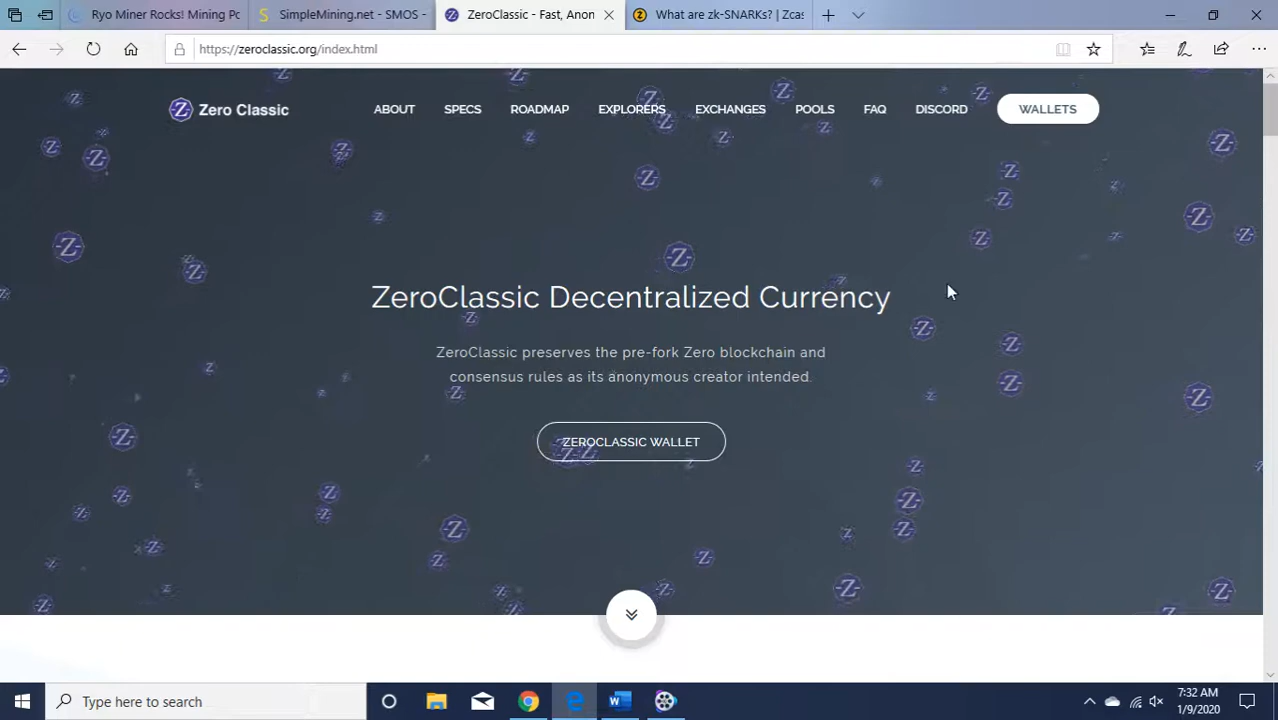 Ryo Miner Rocks! Mining Po
SimpleMining.net - SMOS -
ZeroClassic - Fast, Anon
What are zk-SNARKs? | Zcas
https://zeroclassic.org/index.html
Zero Classic
ABOUT
SPECS
ROADMAP
EXPLORERS
EXCHANGES
POOLS
FAQ
DISCORD
WALLETS
ZeroClassic Decentralized Currency
ZeroClassic preserves the pre-fork Zero blockchain and
consensus rules as its anonymous creator intended.
ZEROCLASSIC WALLET
Type here to search
7:32 AM
1/9/2020